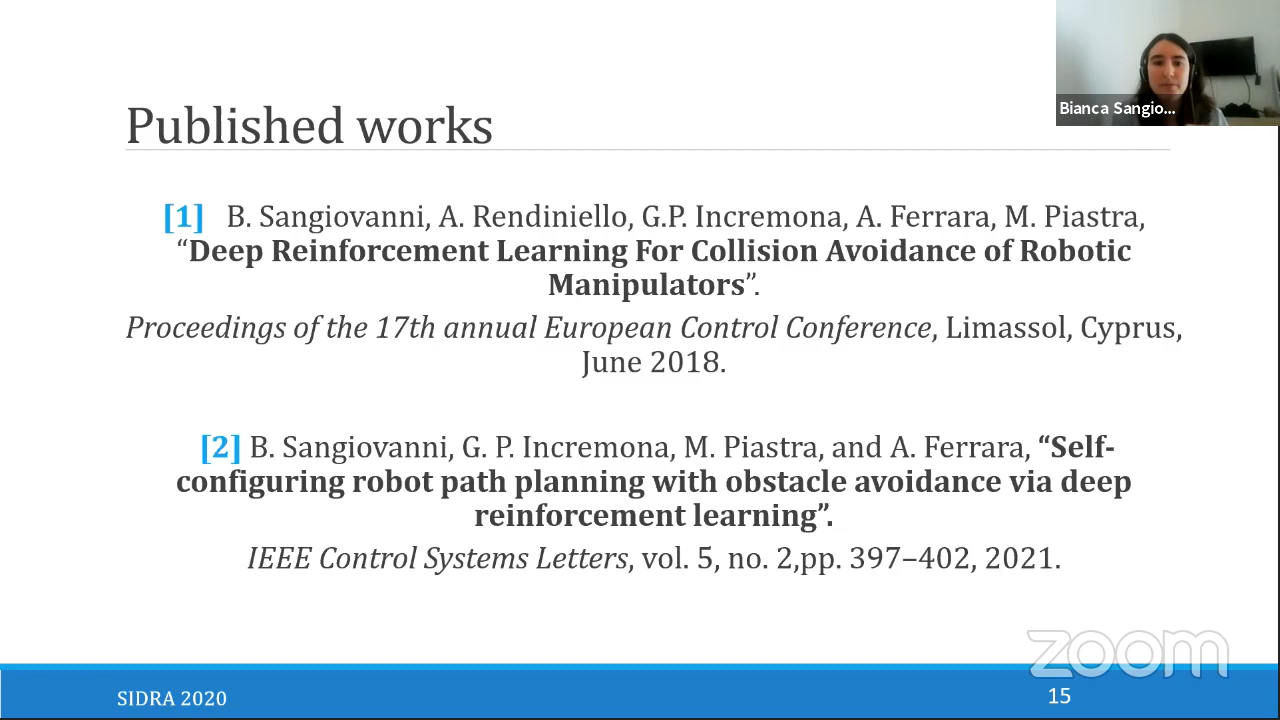 Bianca Sangio...
Published works
[1] B. Sangiovanni, A. Rendiniello, G.P. Incremona, A. Ferrara, M. Piastra,
“Deep Reinforcement Learning For Collision Avoidance of Robotic
Manipulators”.
Proceedings of the 17th annual European Control Conference, Limassol, Cyprus,
June 2018.
[2] B. Sangiovanni, G. P. Incremona, M. Piastra, and A. Ferrara, “Self-
configuring robot path planning with obstacle avoidance via deep
reinforcement learning”.
IEEE Control Systems Letters, vol. 5, no. 2,pp. 397–402, 2021.
zoom
SIDRA 2020
15